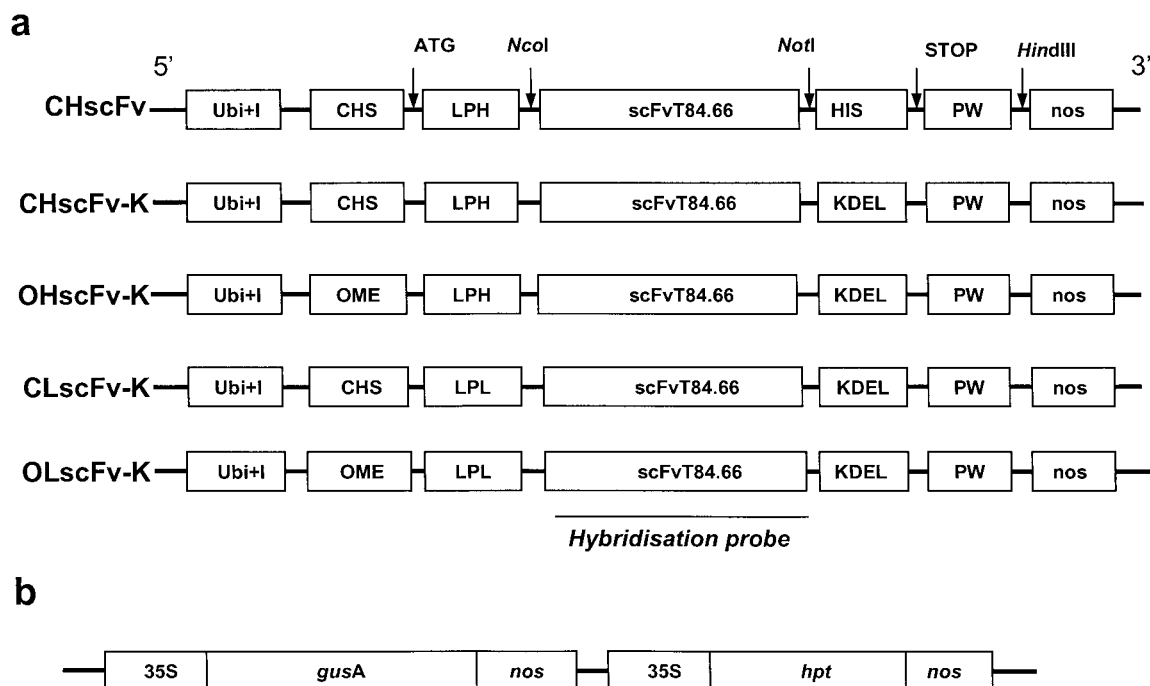 a
ATG NcoI NotI STOP HindIII
5’ 3’
CHscFv Ubi+I CHS LPH scFvT84.66 HIS PW nos
CHscFv-K Ubi+I CHS LPH scFvT84.66 KDEL PW nos
OHscFv-K Ubi+I OME LPH scFvT84.66 KDEL PW nos
CLscFv-K Ubi+I CHS LPL scFvT84.66 KDEL PW nos
OLscFv-K Ubi+I OME LPL scFvT84.66 KDEL PW nos
Hybridisation probe
b
35S gusA nos 35S hpt nos